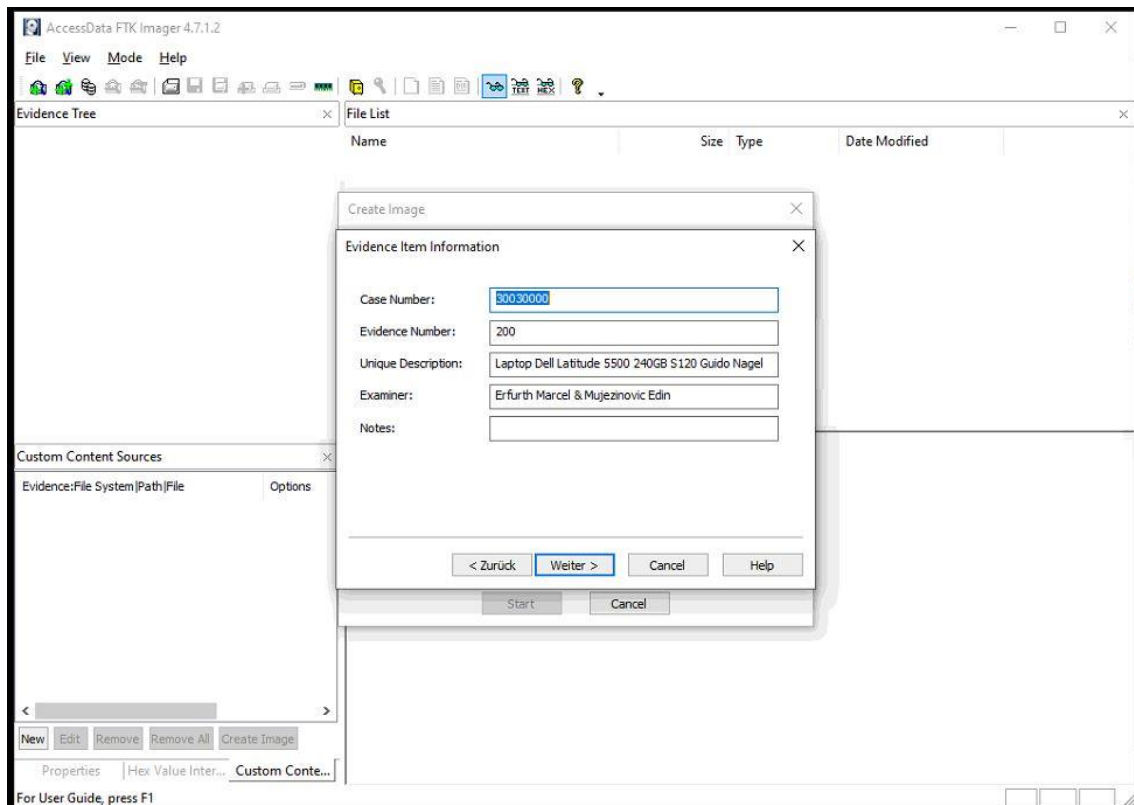 AccessData FTK Imager 4.7.1.2
File View Mode Help
TEXT HEX
Evidence Tree
File List
Name Size Type Date Modified
Create Image
Evidence Item Information
Case Number: 30030000
Evidence Number: 200
Unique Description: Laptop Dell Latitude 5500 240GB S120 Guido Nagel
Examiner: Erfurth Marcel & Mujezinovic Edin
Notes:
< Zurück Weiter > Cancel Help
Start Cancel
Custom Content Sources
Evidence:File System|Path|File Options
New Edit Remove Remove All Create Image
Properties Hex Value Inter... Custom Conte...
For User Guide, press F1